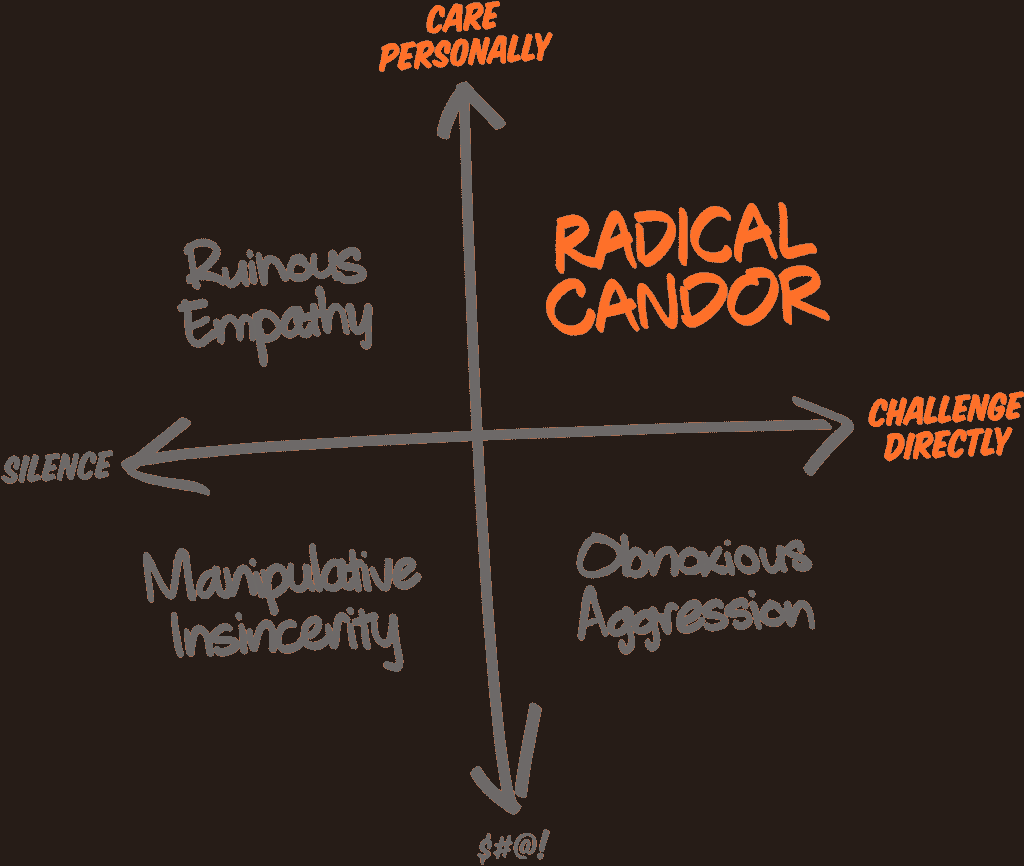 CARE
PERSONALLY
RADICAL
CANDOR
Ruinous
Empathy
CHALLENGE
DIRECTLY
SILENCE
Manipulative
Insincerity
Obnoxious
Aggression
$#@!